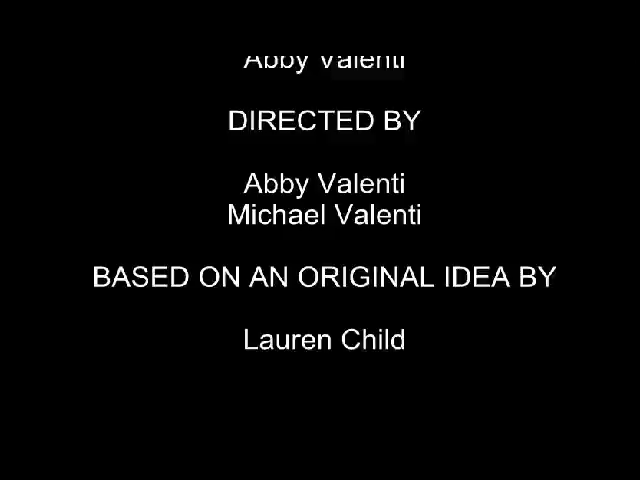 Abby Valenti
DIRECTED BY
Abby Valenti
Michael Valenti
BASED ON AN ORIGINAL IDEA BY
Lauren Child